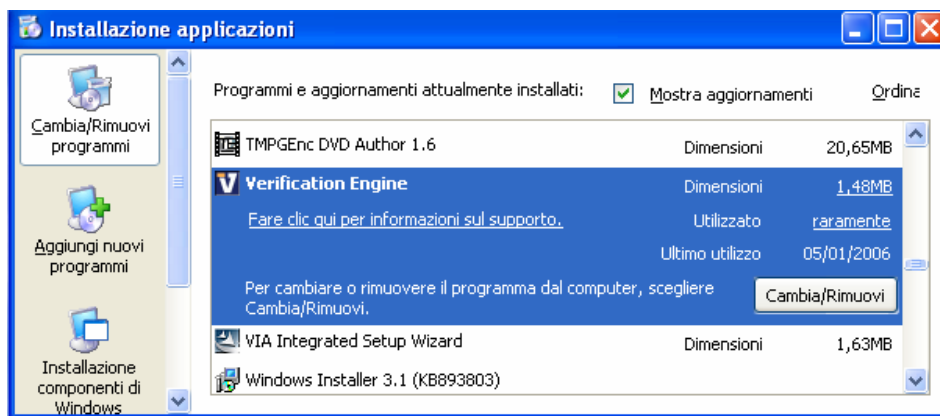 Installazione applicazioni
Cambia/Rimuovi
programmi
Aggiungi nuovi
programmi
Installazione
componenti di
Windows
Programmi e aggiornamenti attualmente installati: Mostra aggiornamenti Ordina
TMPGEnc DVD Author 1.6 Dimensioni 20,65MB
Verification Engine Dimensioni 1,48MB
Fare clic qui per informazioni sul supporto. Utilizzato raramente
Ultimo utilizzo 05/01/2006
Per cambiare o rimuovere il programma dal computer, scegliere
Cambia/Rimuovi.
Cambia/Rimuovi
VIA Integrated Setup Wizard Dimensioni 1,63MB
Windows Installer 3.1 (KB893803)